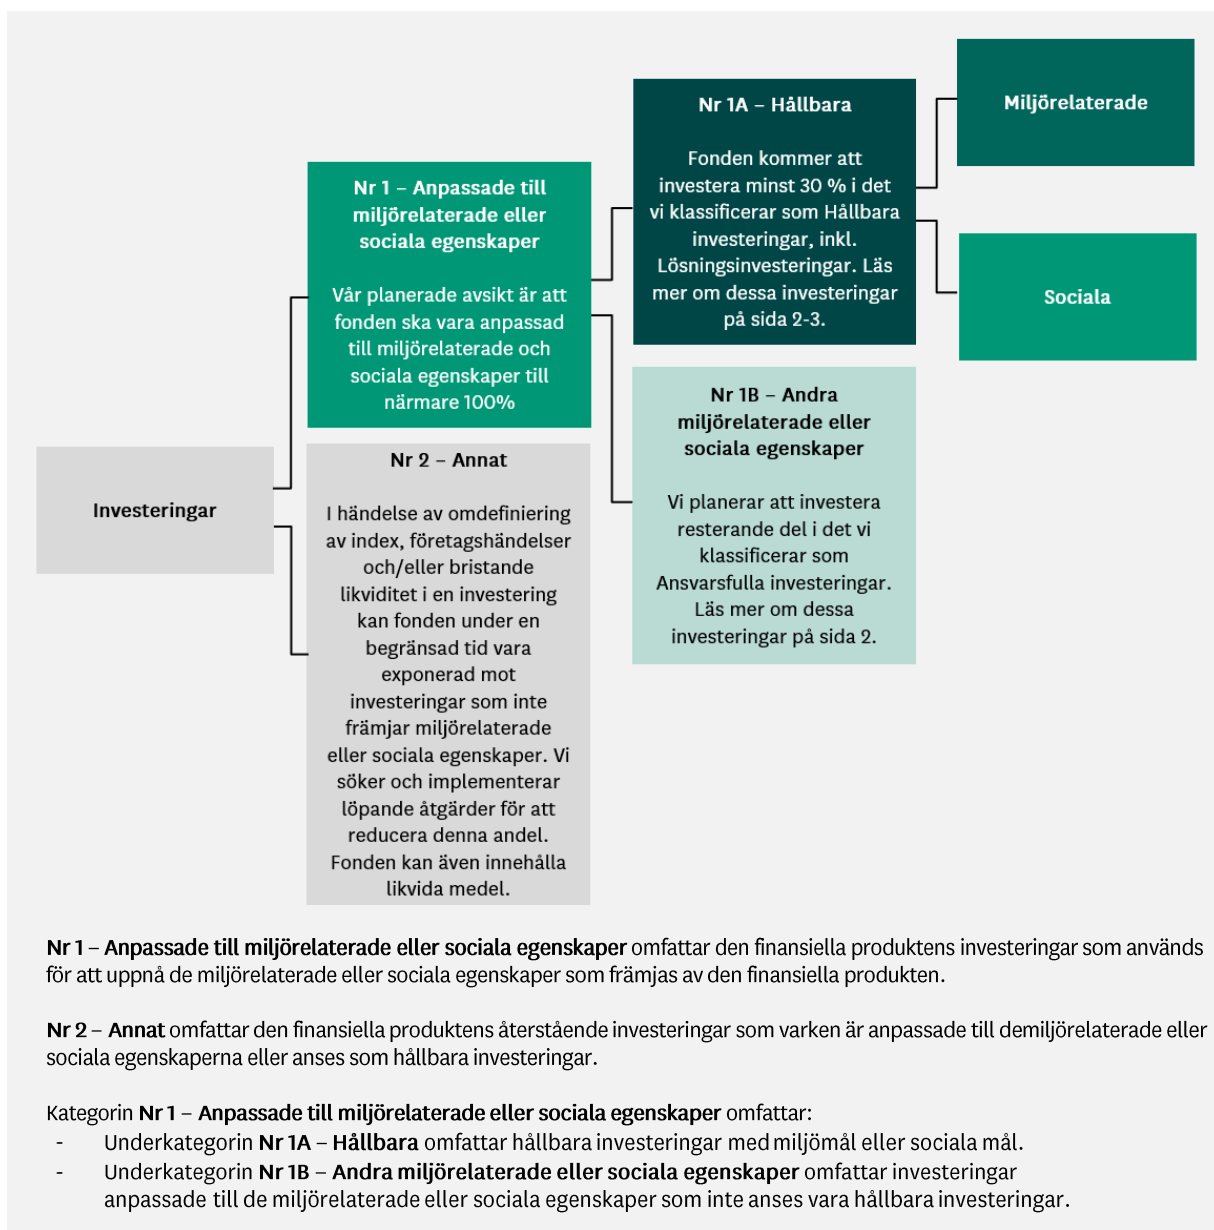 Investeringar
Nr 1 – Anpassade till
miljörelaterade eller
sociala egenskaper
Vår planerade avsikt är att
fonden ska vara anpassad
till miljörelaterade och
sociala egenskaper till
närmare 100%
Nr 2 – Annat
I händelse av omdefiniering
av index, företagshändelser
och/eller bristande
likviditet i en investering
kan fonden under en
begränsad tid vara
exponerad mot
investeringar som inte
främjar miljörelaterade
eller sociala egenskaper. Vi
söker och implementerar
löpande åtgärder för att
reducera denna andel.
Fonden kan även innehålla
likvida medel.
Nr 1A – Hållbara
Fonden kommer att
investera minst 30 % i det
vi klassificerar som Hållbara
investeringar, inkl.
Lösningsinvesteringar. Läs
mer om dessa investeringar
på sida 2-3.
Nr 1B – Andra
miljörelaterade eller
sociala egenskaper
Vi planerar att investera
resterande del i det vi
klassificerar som
Ansvarsfulla investeringar.
Läs mer om dessa
investeringar på sida 2.
Miljörelaterade
Sociala
Nr 1 – Anpassade till miljörelaterade eller sociala egenskaper omfattar den finansiella produktens investeringar som används
för att uppnå de miljörelaterade eller sociala egenskaper som främjas av den finansiella produkten.
Nr 2 – Annat omfattar den finansiella produktens återstående investeringar som varken är anpassade till demiljörelaterade eller
sociala egenskaperna eller anses som hållbara investeringar.
Kategorin Nr 1 – Anpassade till miljörelaterade eller sociala egenskaper omfattar:
- Underkategorin Nr 1A – Hållbara omfattar hållbara investeringar med miljömål eller sociala mål.
- Underkategorin Nr 1B – Andra miljörelaterade eller sociala egenskaper omfattar investeringar
anpassade till de miljörelaterade eller sociala egenskaper som inte anses vara hållbara investeringar.